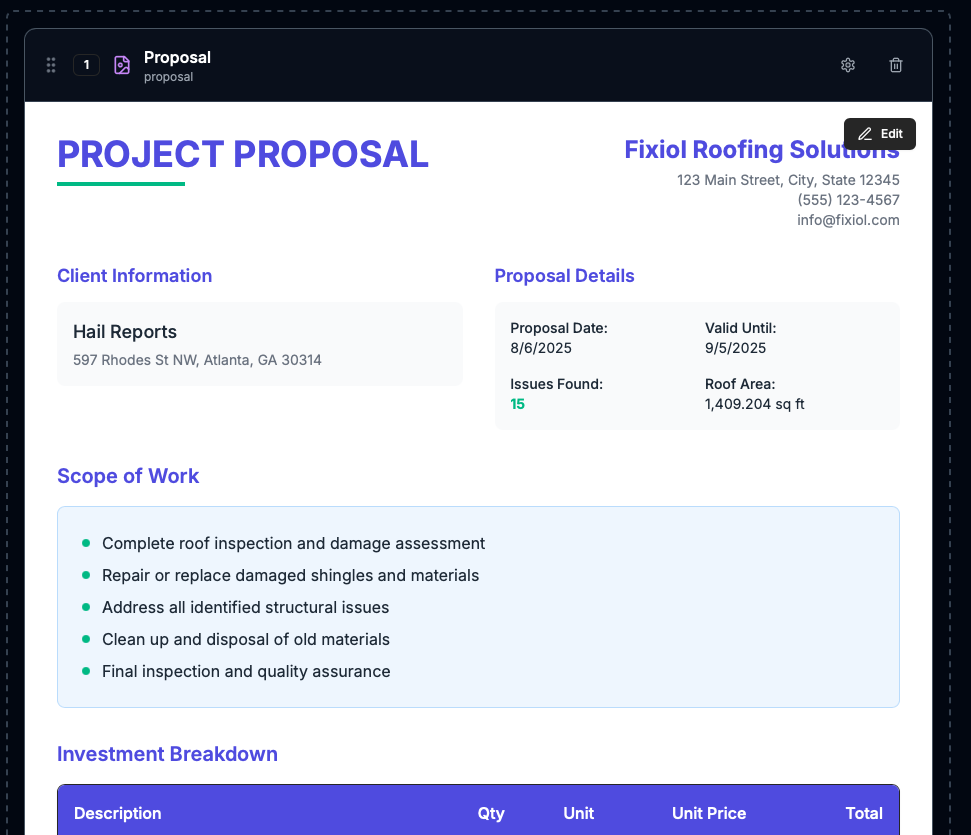 1
Proposal
proposal
Edit
PROJECT PROPOSAL
Fixiol Roofing Solutions
123 Main Street, City, State 12345
(555) 123-4567
info@fixiol.com
Client Information
Hail Reports
597 Rhodes St NW, Atlanta, GA 30314
Proposal Details
Proposal Date: Valid Until:
8/6/2025 9/5/2025
Issues Found: Roof Area:
15 1,409.204 sq ft
Scope of Work
Complete roof inspection and damage assessment
Repair or replace damaged shingles and materials
Address all identified structural issues
Clean up and disposal of old materials
Final inspection and quality assurance
Investment Breakdown
Description Qty Unit Unit Price Total